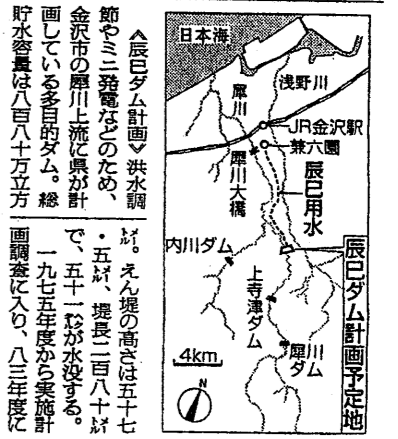 《辰巳ダム計画》洪水調
節やミニ発電などのため、
金沢市の犀川上流に県が計
画している多目的ダム。総
貯水容量は八百八十万立方
㍍。えん堤の高さは五十七
・五㍍、堤長二百八十㍍
で、五十一㌶が水没する。
一九七五年度から実施計
画調査に入り、八三年度に
日本海
浅野川
犀川
JR金沢駅
兼六園
犀川大橋
辰巳用水
内川ダム
辰巳ダム計画予定地
上寺津ダム
犀川ダム
4km
N